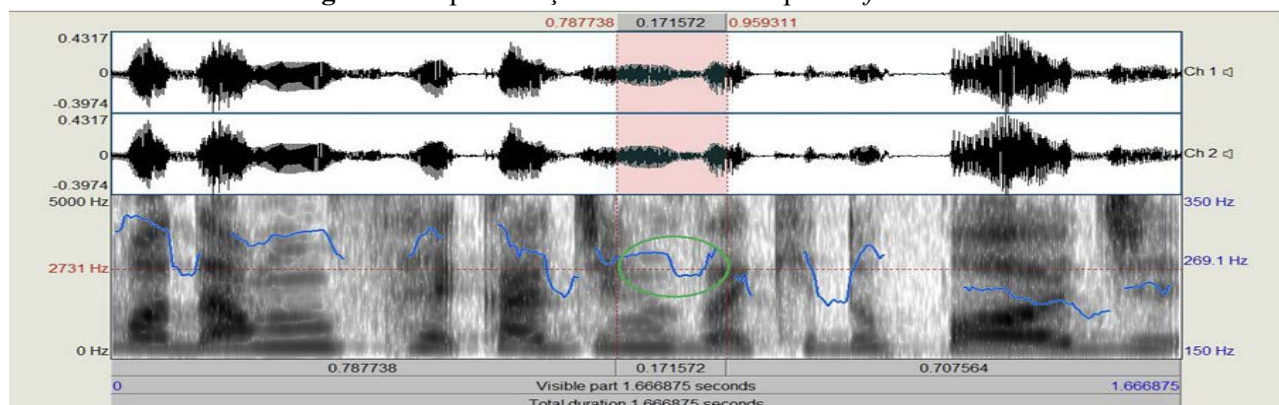 0.787738 0.171572 0.959311
0.4317
0
-0.3974
Ch 1
0.4317
0
-0.3974
Ch 2
5000 Hz 350 Hz
2731 Hz 269.1 Hz
0 Hz 150 Hz
0.787738 0.171572 0.707564
0 Visible part 1.666875 seconds 1.666875
Total duration 1.666875 seconds